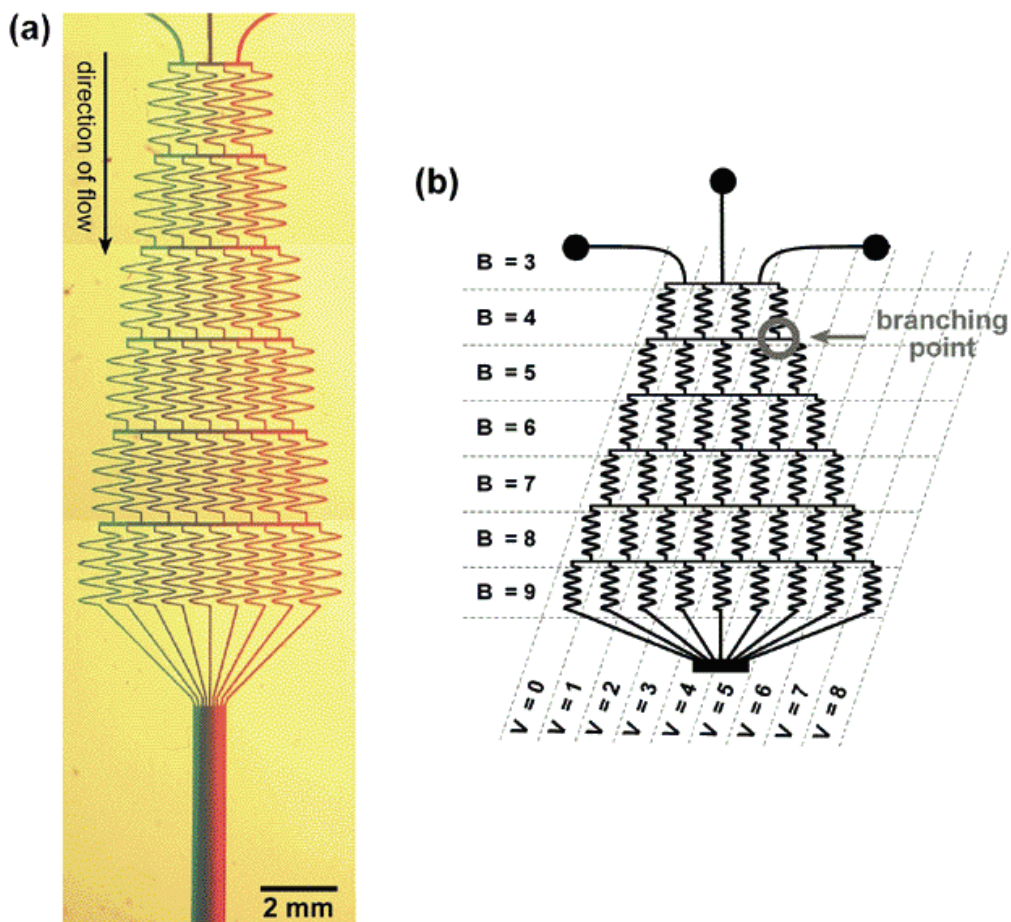 (a)
direction of flow
2 mm
(b)
B = 3
B = 4
branching
point
B = 5
B = 6
B = 7
B = 8
B = 9
V = 0
V = 1
V = 2
V = 3
V = 4
V = 5
V = 6
V = 7
V = 8